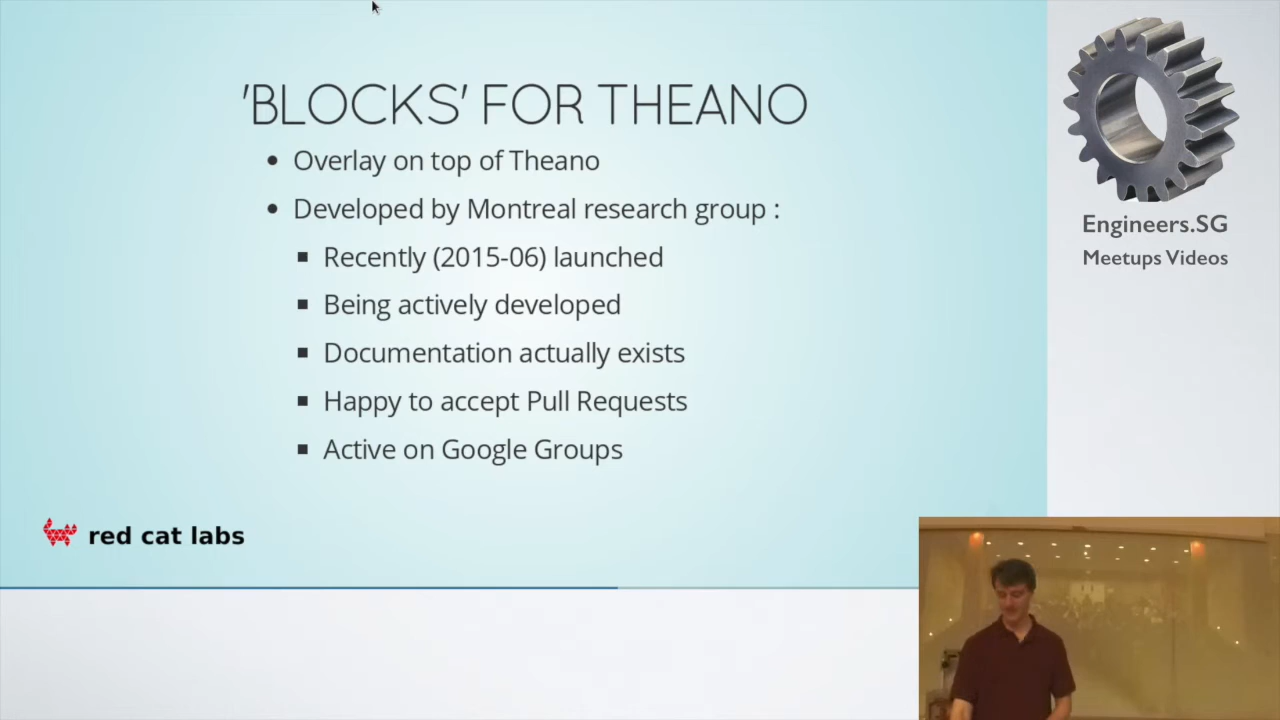 'BLOCKS' FOR THEANO
Overlay on top of Theano
Developed by Montreal research group :
Recently (2015-06) launched
Being actively developed
Documentation actually exists
Happy to accept Pull Requests
Active on Google Groups
red cat labs
Engineers.SG
Meetups Videos